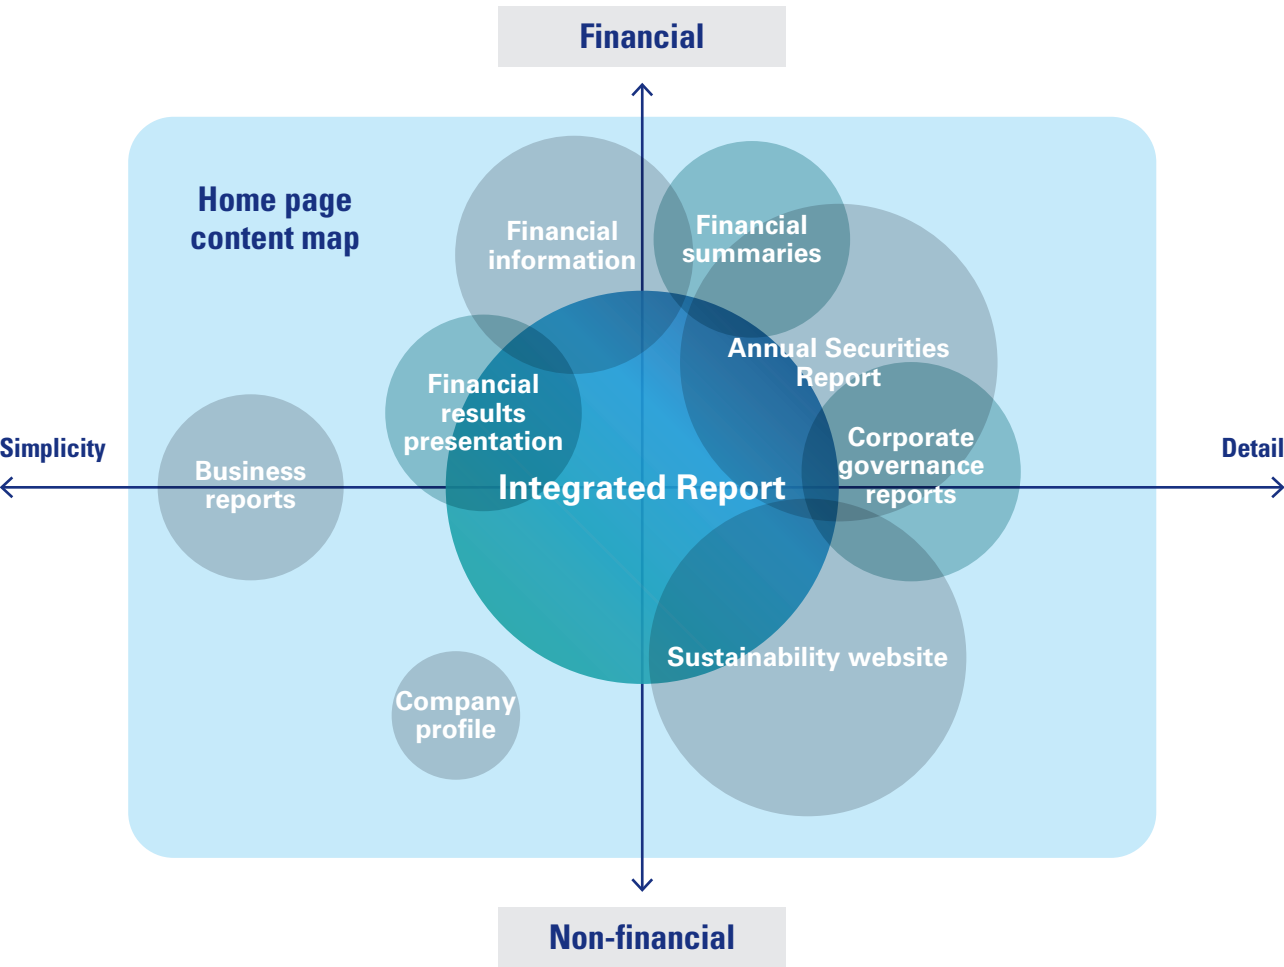 Financial
Home page
content map
Financial
information
Financial
summaries
Annual Securities
Report
Financial
results
presentation
Corporate
governance
reports
Simplicity
Detail
Business
reports
Integrated Report
Sustainability website
Company
profile
Non-financial